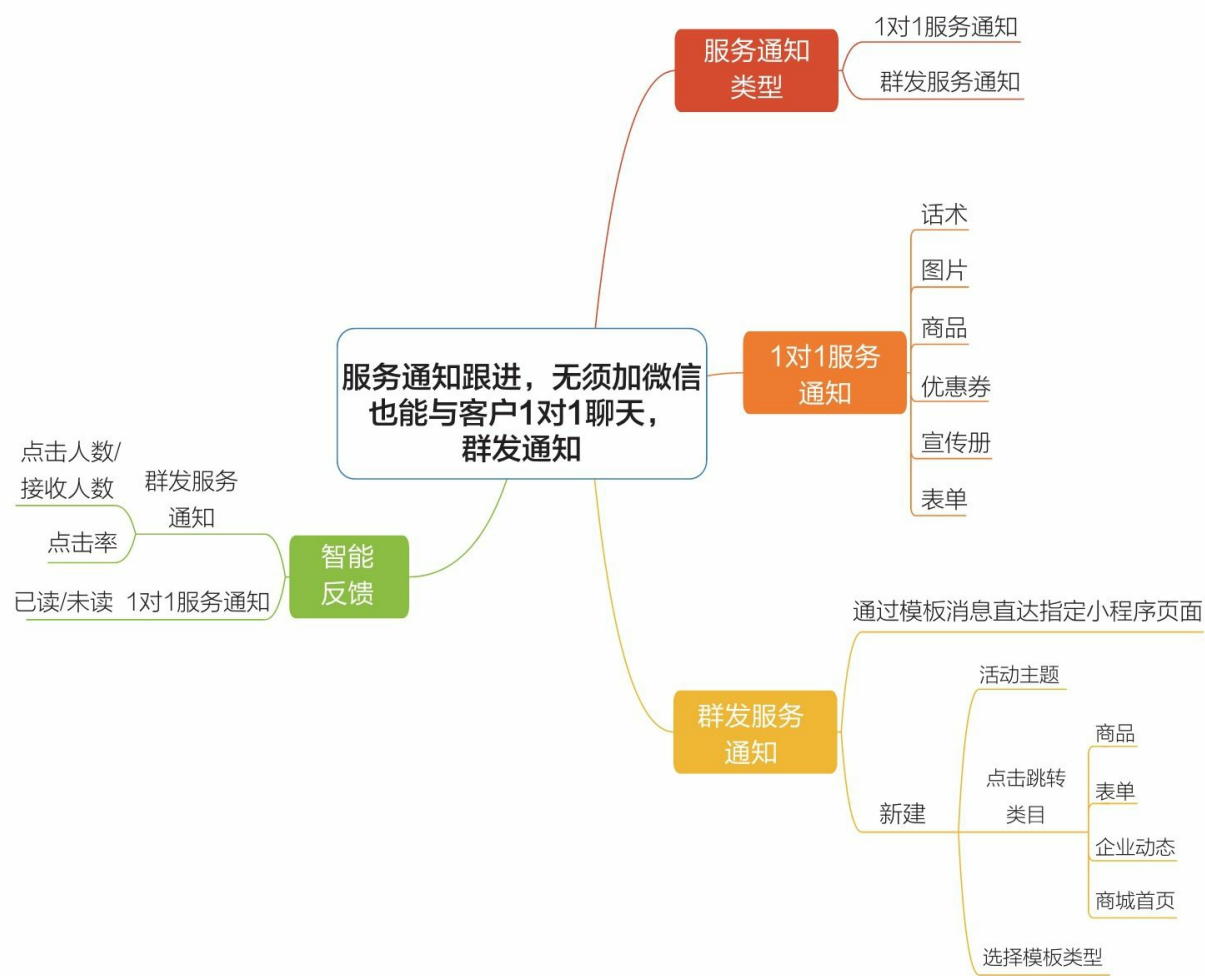 服务通知
类型
1对1服务通知
群发服务通知
服务通知跟进，无须加微信
也能与客户1对1聊天，
群发通知
1对1服务
通知
话术
图片
商品
优惠券
宣传册
表单
群发服务
通知
通过模板消息直达指定小程序页面
新建
活动主题
点击跳转
类目
商品
表单
企业动态
商城首页
选择模板类型
智能
反馈
群发服务
通知
点击人数/
接收人数
点击率
1对1服务通知
已读/未读